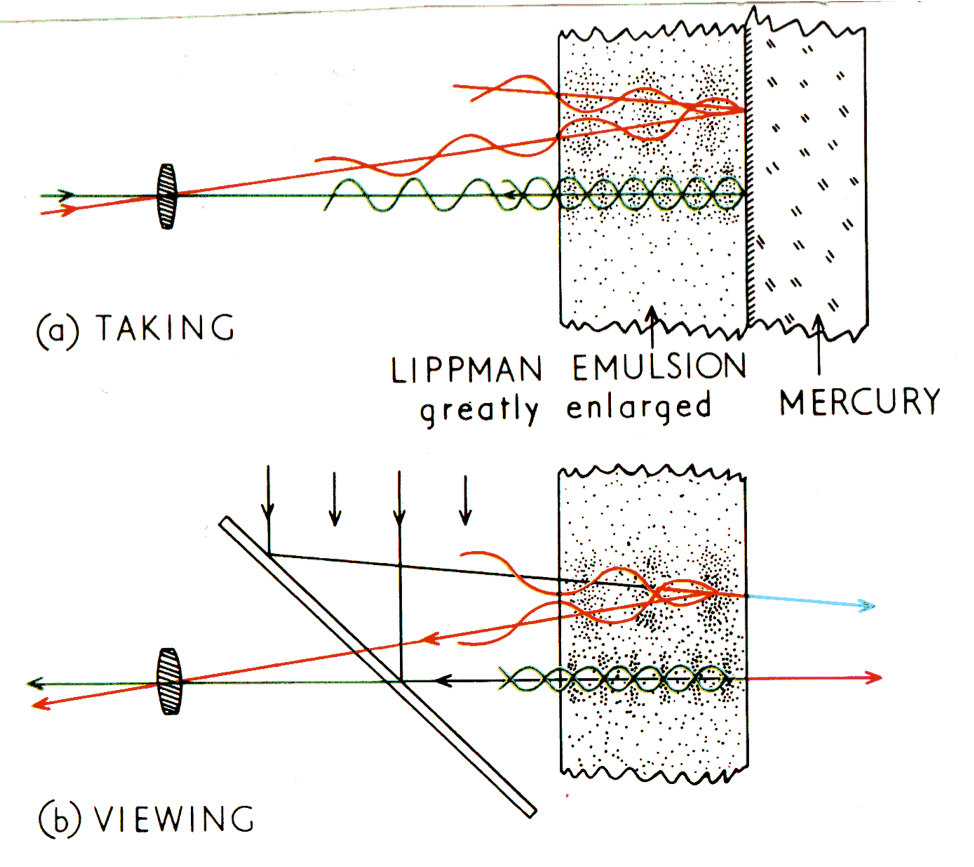 (a) TAKING
LIPPMAN EMULSION
greatly enlarged
MERCURY
(b) VIEWING